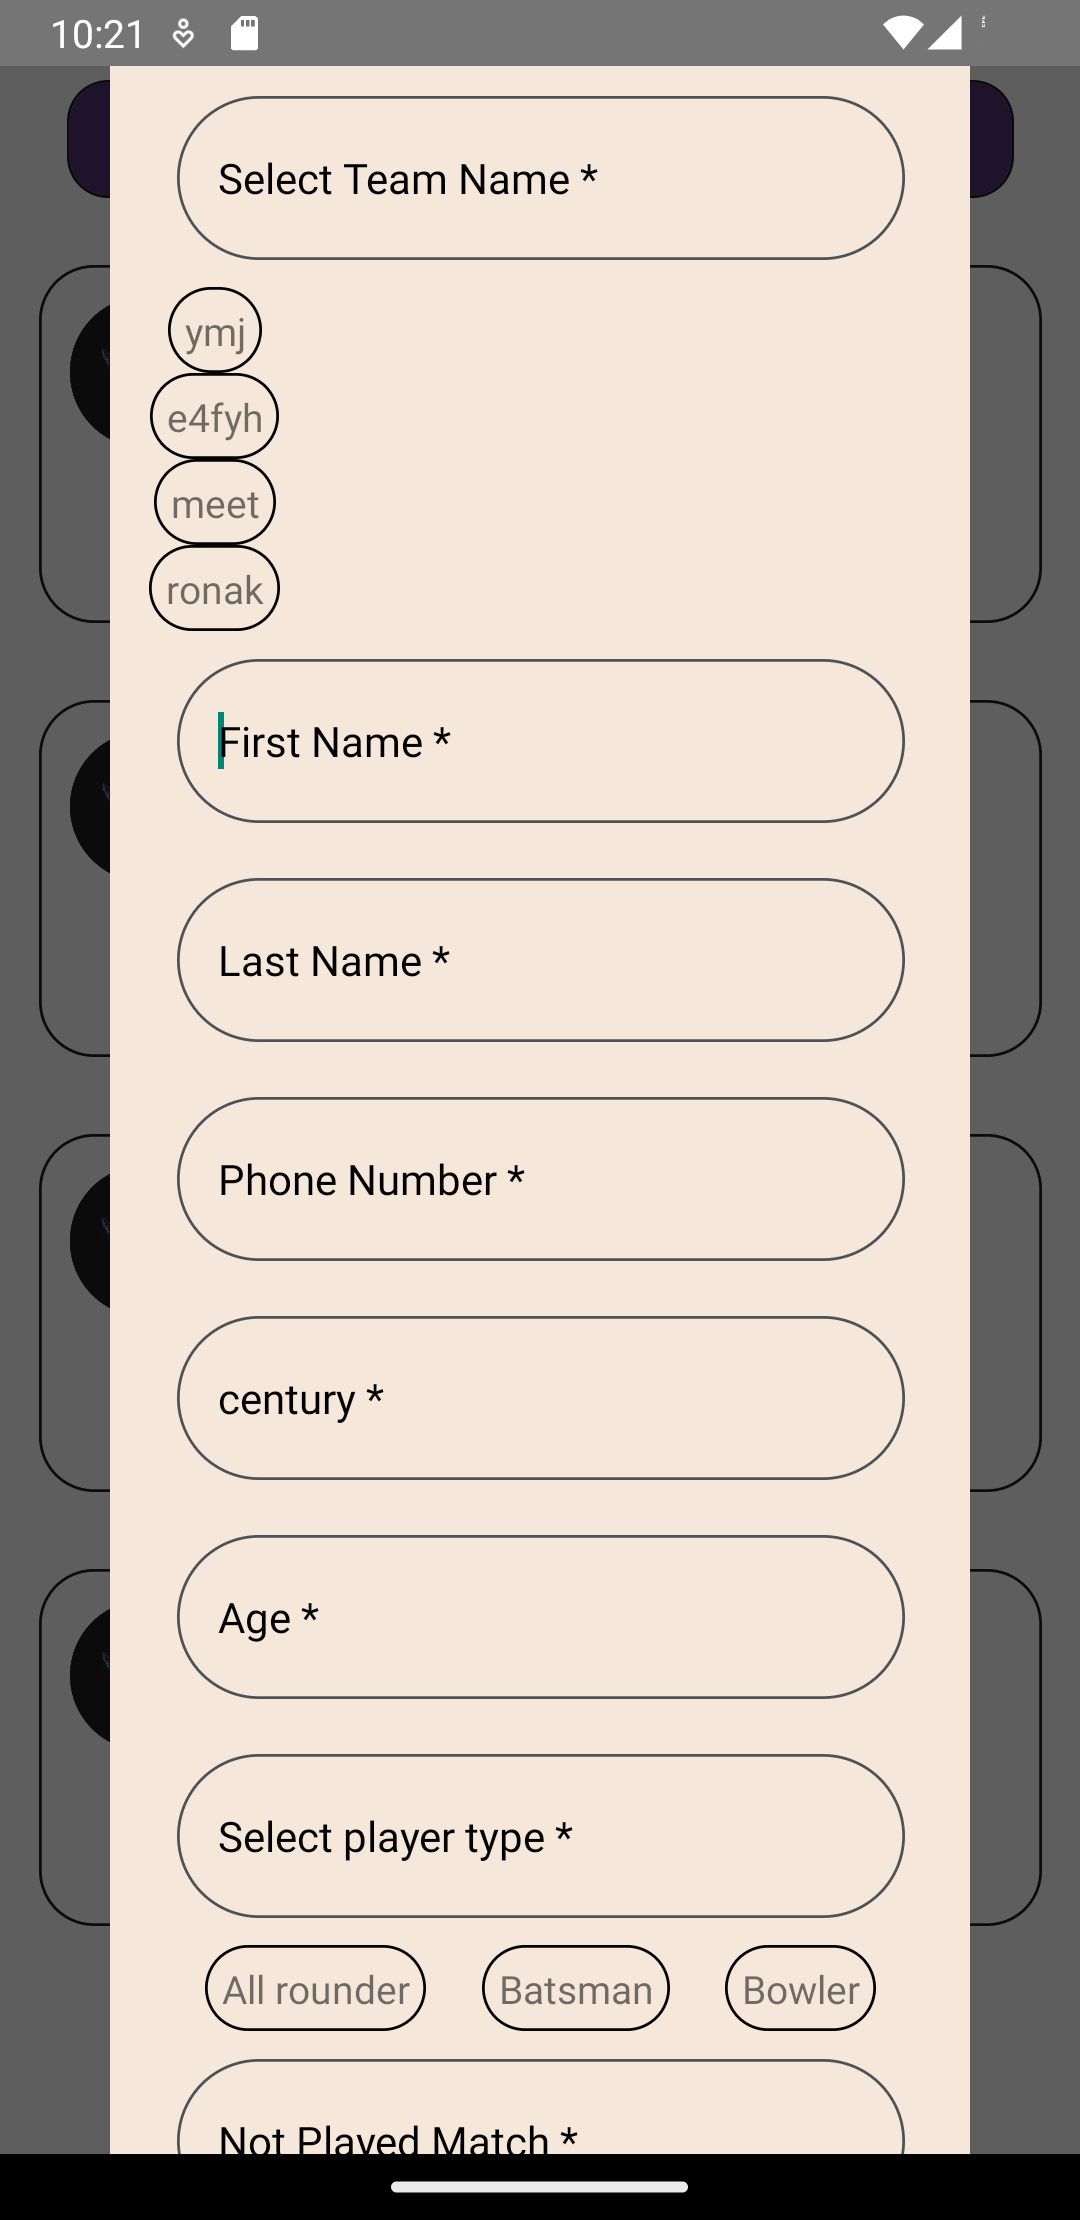 10:21
Select Team Name *
ymj
e4fyh
meet
ronak
First Name *
Last Name *
Phone Number *
century *
Age *
Select player type *
All rounder Batsman Bowler
Not Played Match *